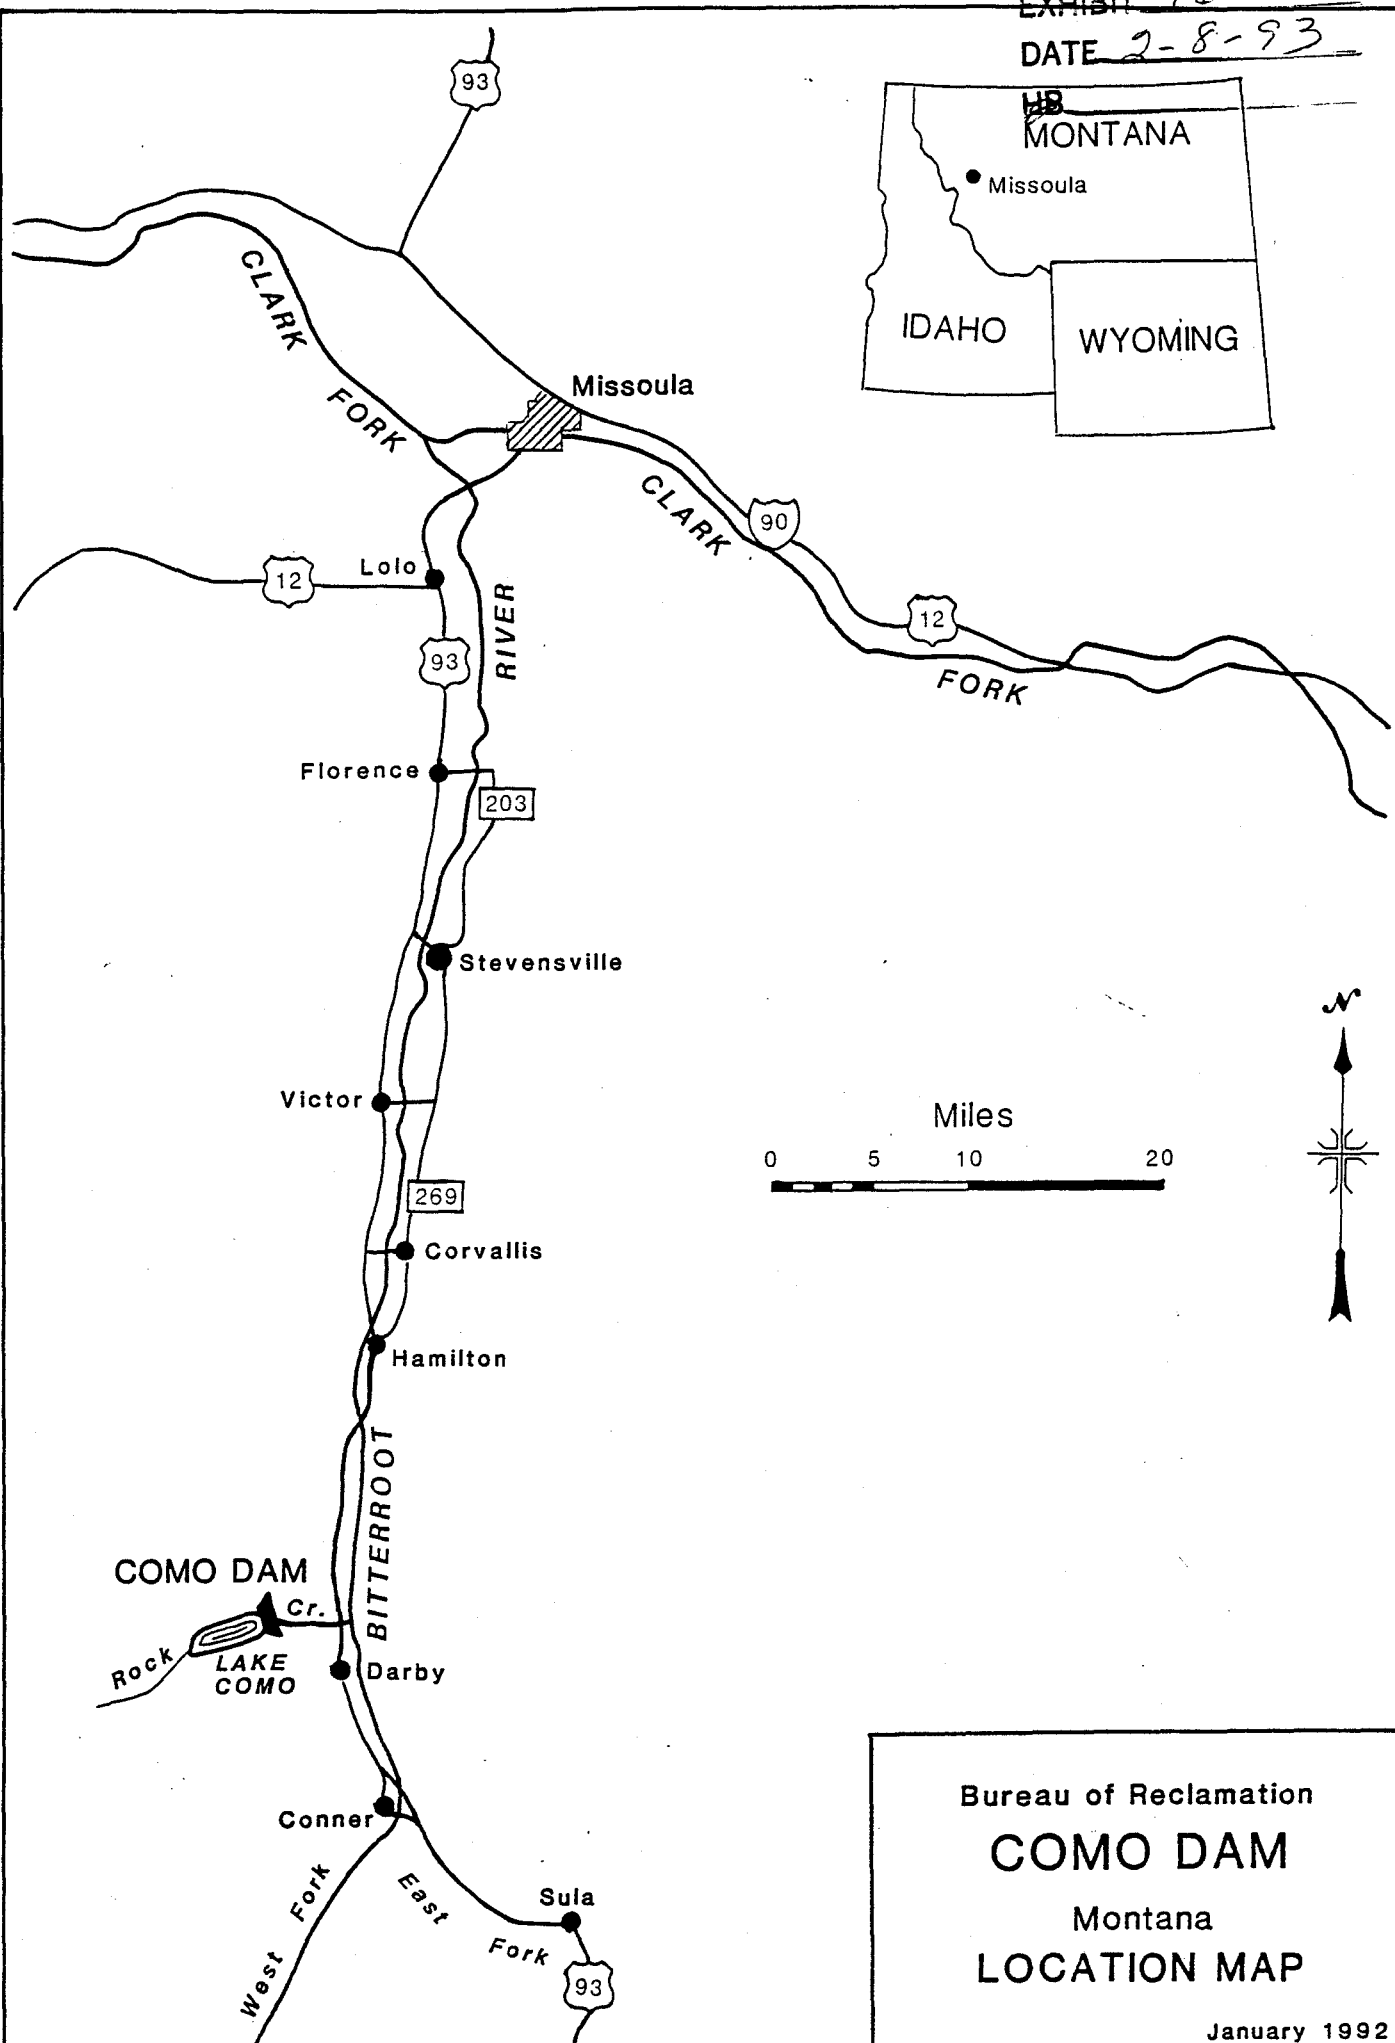 EXHIBIT
DATE 2-8-93
HB
MONTANA
Missoula
IDAHO
WYOMING
93
CLARK
FORK
Missoula
CLARK
FORK
90
12
Lolo
12
93
RIVER
Florence
203
Stevensville
Victor
269
Corvallis
Hamilton
BITTERROOT
N
Miles
0 5 10 20
COMO DAM
Cr.
Rock
LAKE
COMO
Darby
Conner
West Fork
East
Fork
Sula
93
Bureau of Reclamation
COMO DAM
Montana
LOCATION MAP
January 1992